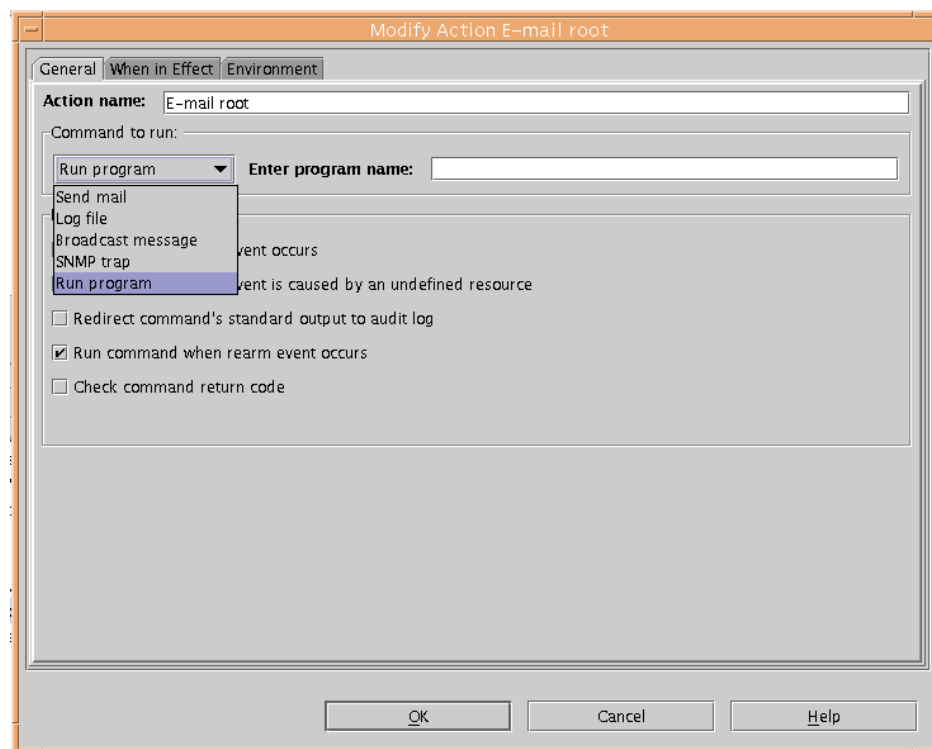 Modify Action E-mail root
General When in Effect Environment
Action name: E-mail root
Command to run:
Run program Enter program name:
Send mail
Log file
Broadcast message
SNMP trap
Run program
vent occurs
vent is caused by an undefined resource
Redirect command's standard output to audit log
Run command when rearm event occurs
Check command return code
OK Cancel Help